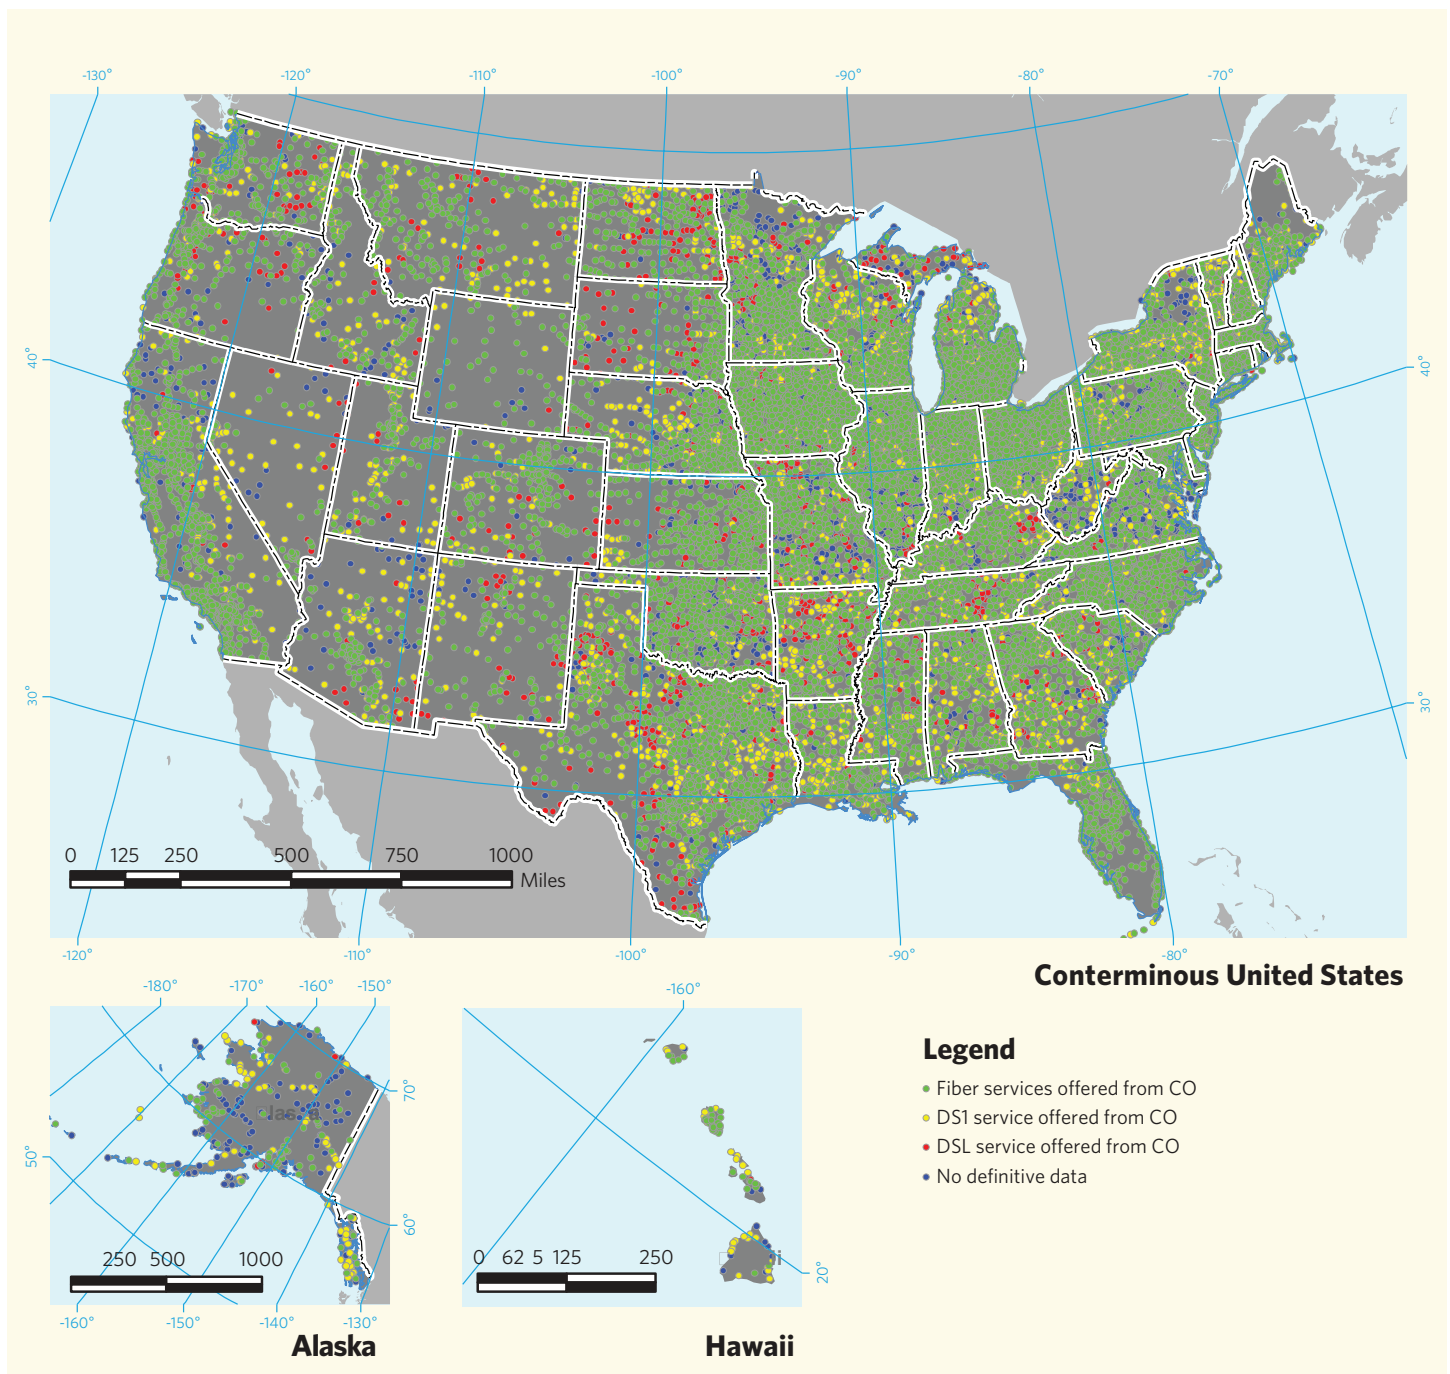 -130° -120° -110° -100° -90° -80° -70°
40° 40°
30° 30°
0 125 250 500 750 1000
Miles
-120° -110° -100° -90° -80°
Conterminous United States
-180° -170° -160° -150°
70°
50°
60°
250 500 1000
-160° -150° -140° -130°
Alaska
-160°
0 62 5 125 250
20°
Hawaii
Legend
Fiber services offered from CO
DS1 service offered from CO
DSL service offered from CO
No definitive data